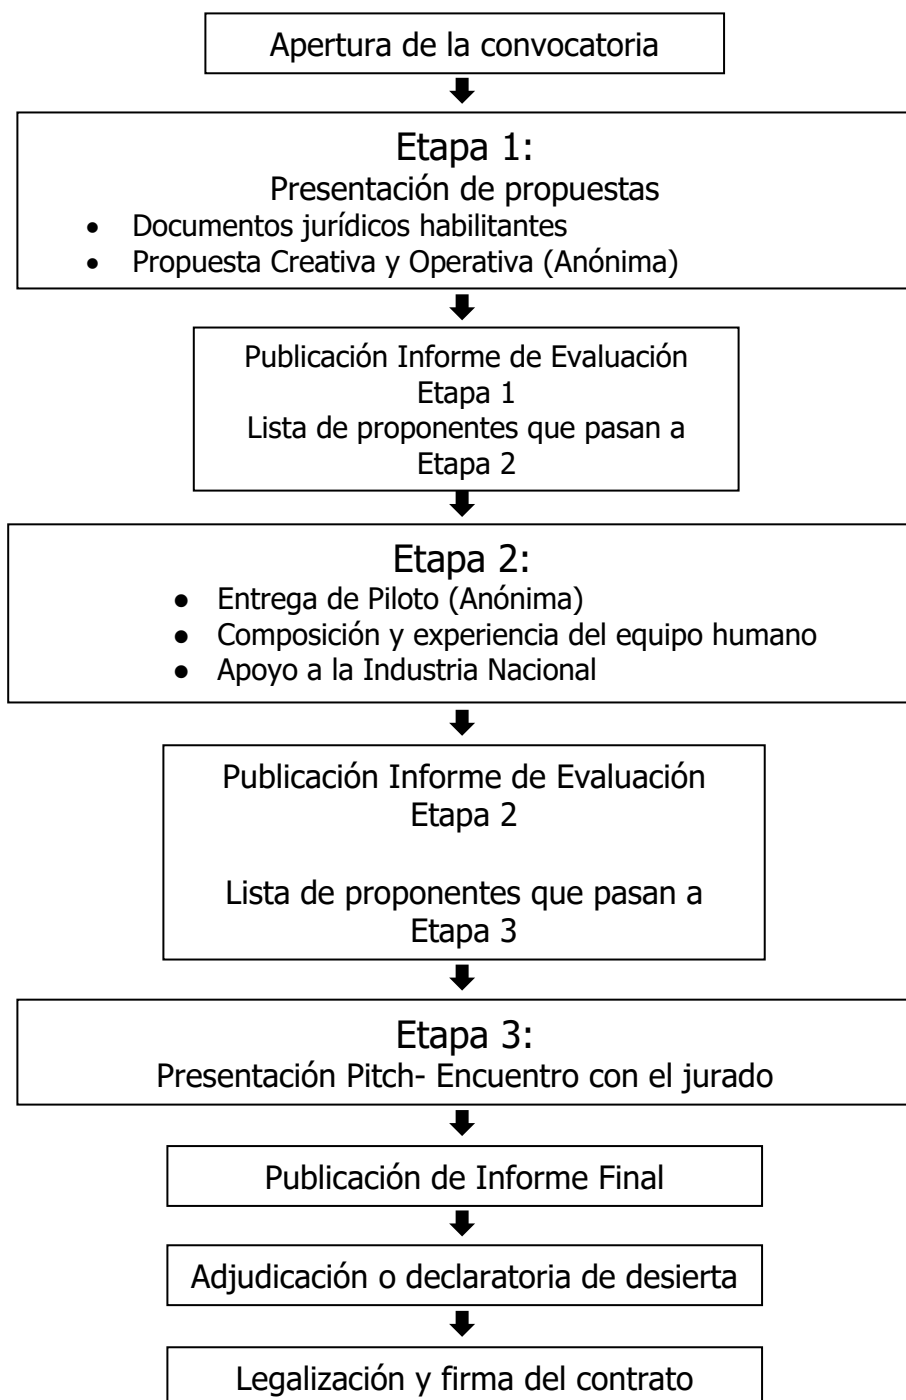 Apertura de la convocatoria
Etapa 1:
Presentación de propuestas
• Documentos jurídicos habilitantes
• Propuesta Creativa y Operativa (Anónima)
Publicación Informe de Evaluación
Etapa 1
Lista de proponentes que pasan a
Etapa 2
Etapa 2:
● Entrega de Piloto (Anónima)
● Composición y experiencia del equipo humano
● Apoyo a la Industria Nacional
Publicación Informe de Evaluación
Etapa 2
Lista de proponentes que pasan a
Etapa 3
Etapa 3:
Presentación Pitch- Encuentro con el jurado
Publicación de Informe Final
Adjudicación o declaratoria de desierta
Legalización y firma del contrato